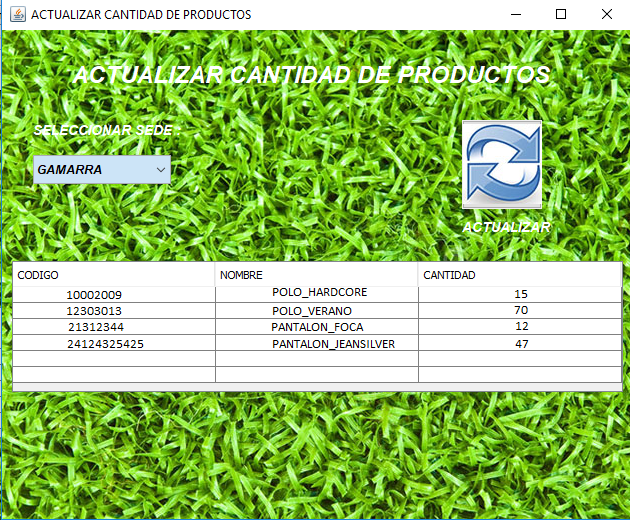 ACTUALIZAR CANTIDAD DE PRODUCTOS
ACTUALIZAR CANTIDAD DE PRODUCTOS
SELECCIONAR SEDE
GAMARRA
ACTUALIZAR
CODIGO NOMBRE CANTIDAD
10002009 POLO_HARDCORE 15
12303013 POLO_VERANO 70
21312344 PANTALON_FOCA 12
24124325425 PANTALON_JEANSILVER 47